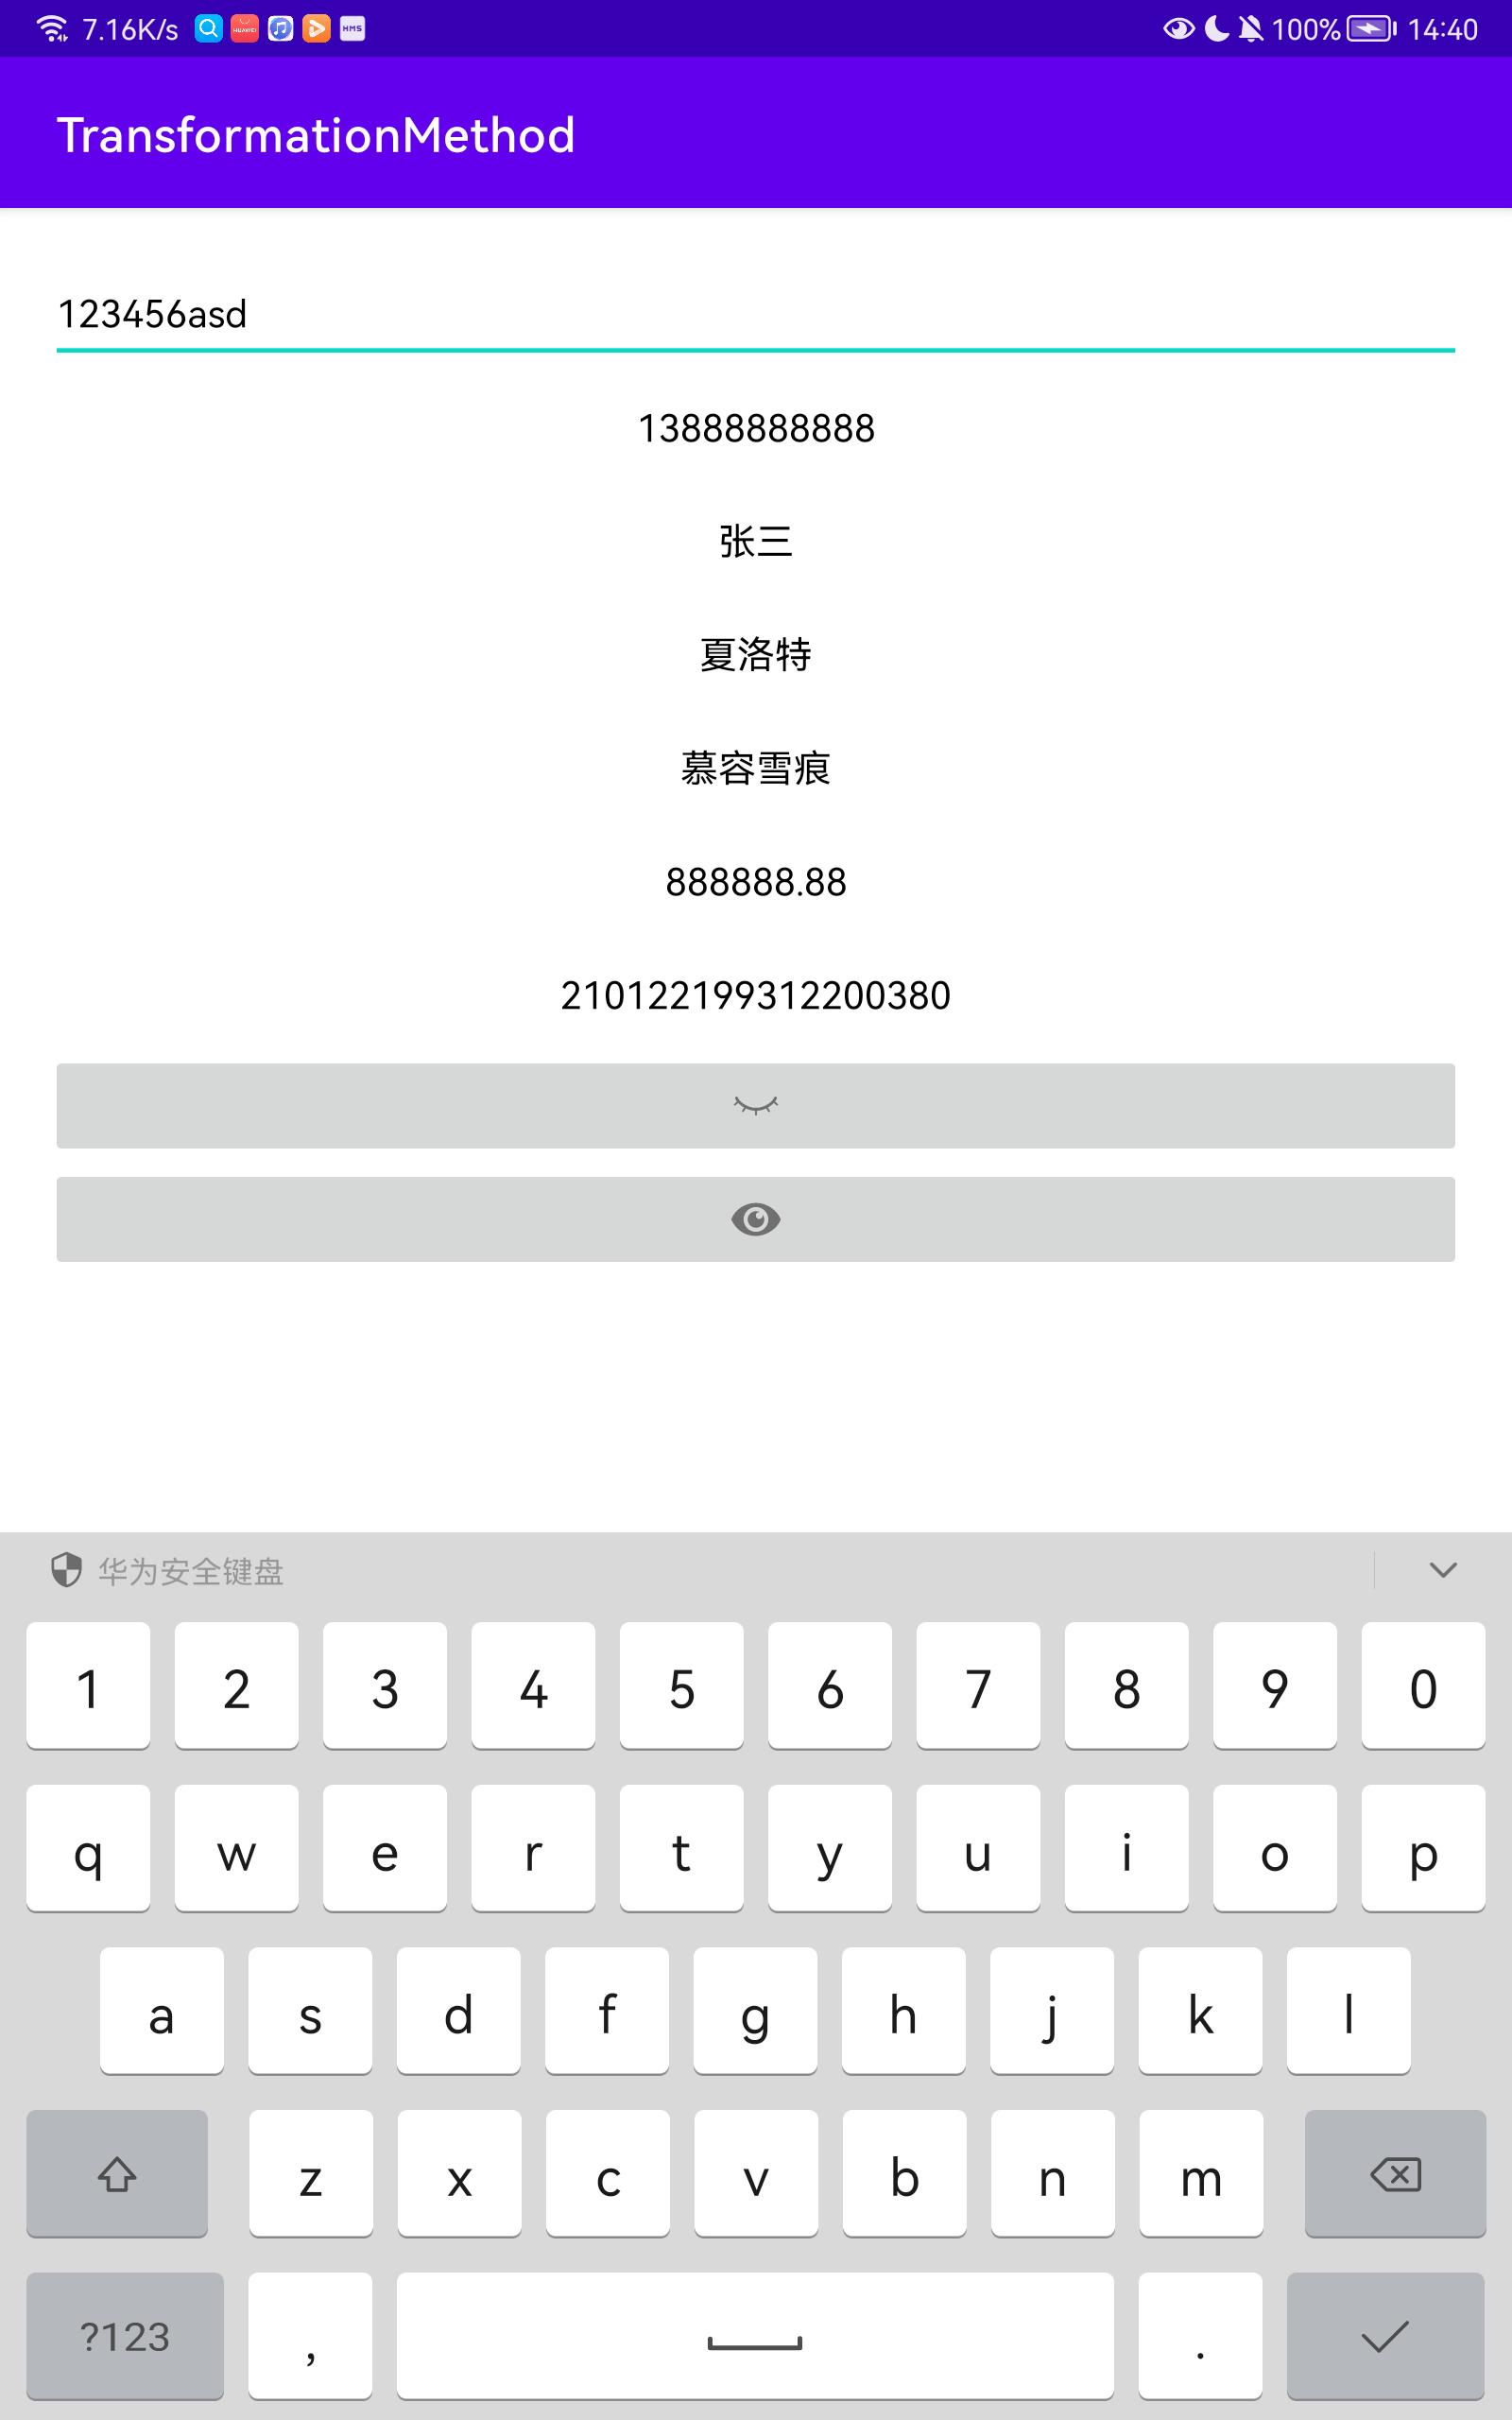 7.16K/s HUAWEI HMS 100% 14:40
TransformationMethod
123456asd
13888888888
张三
夏洛特
慕容雪痕
888888.88
210122199312200380
华为安全键盘
1 2 3 4 5 6 7 8 9 0
q w e r t y u i o p
a s d f g h j k l
z x c v b n m
?123 , .